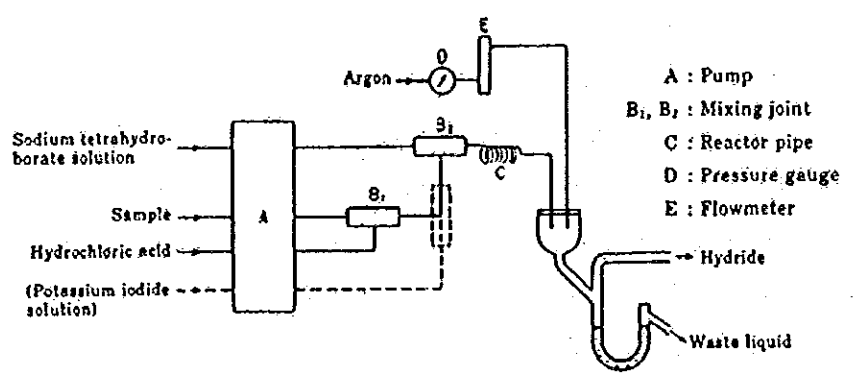 E
D
Argon
A : Pump
B₁, B₂ : Mixing joint
C : Reactor pipe
D : Pressure gauge
E : Flowmeter
Sodium tetrahydro-
borate solution
B₂
C
Sample
A
B₁
Hydrochloric acid
(Potassium iodide
solution)
Hydride
Waste liquid